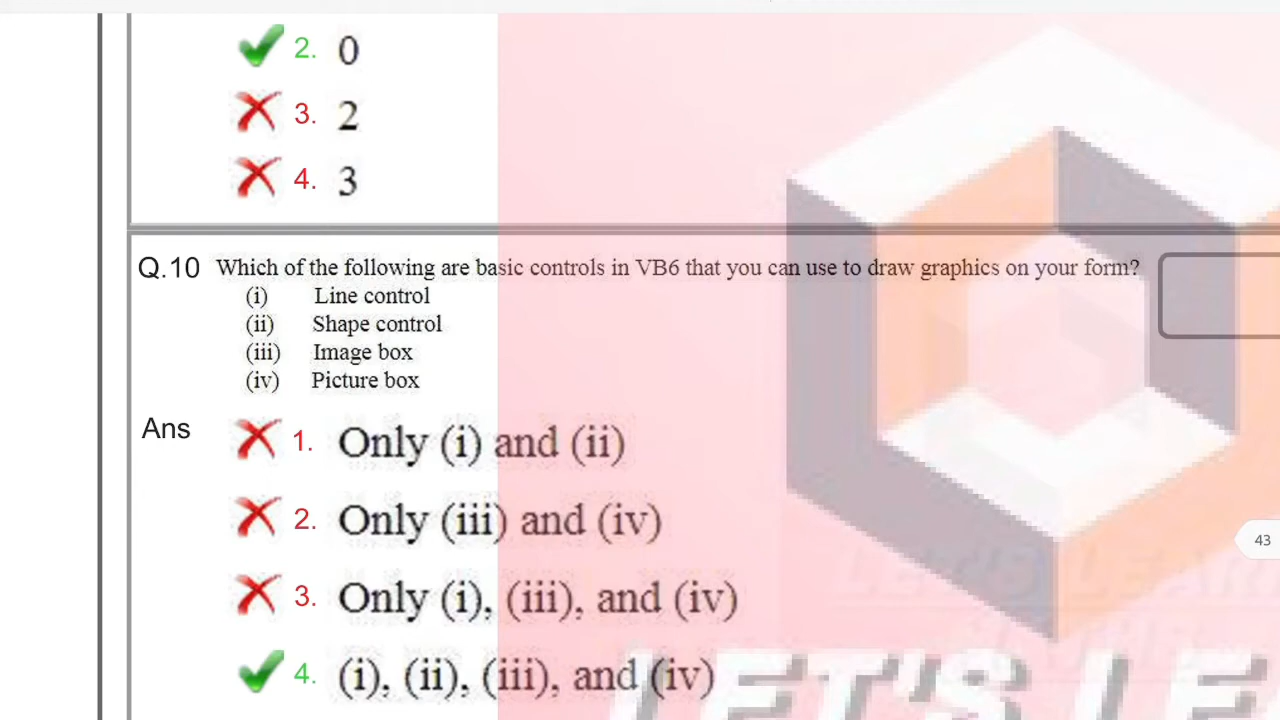 2. 0
3. 2
4. 3
Q.10 Which of the following are basic controls in VB6 that you can use to draw graphics on your form?
(i) Line control
(ii) Shape control
(iii) Image box
(iv) Picture box
Ans
1. Only (i) and (ii)
2. Only (iii) and (iv)
43
3. Only (i), (iii), and (iv)
4. (i), (ii), (iii), and (iv)
LET'S LE